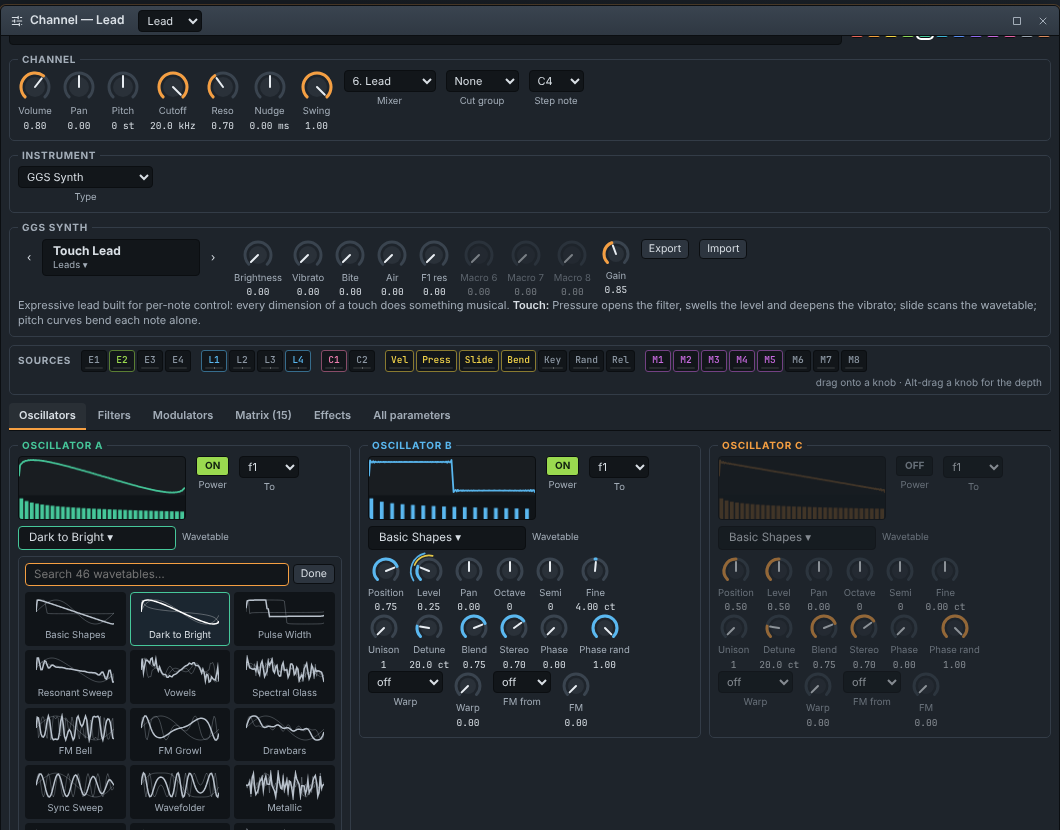 Channel — Lead Lead
CHANNEL
6. Lead None C4
Volume Pan Pitch Cutoff Reso Nudge Swing Mixer Cut group Step note
0.80 0.00 0 st 20.0 kHz 0.70 0.00 ms 1.00
INSTRUMENT
GGS Synth
Type
GGS SYNTH
‹ Touch Lead ›
Leads ▾
Export Import
Brightness Vibrato Bite Air F1 res Macro 6 Macro 7 Macro 8 Gain
0.00 0.00 0.00 0.00 0.00 0.00 0.00 0.00 0.85
Expressive lead built for per-note control: every dimension of a touch does something musical. Touch: Pressure opens the filter, swells the level and deepens the vibrato; slide scans the wavetable;
pitch curves bend each note alone.
SOURCES E1 E2 E3 E4 L1 L2 L3 L4 C1 C2 Vel Press Slide Bend Key Rand Rel M1 M2 M3 M4 M5 M6 M7 M8
drag onto a knob · Alt-drag a knob for the depth
Oscillators Filters Modulators Matrix (15) Effects All parameters
OSCILLATOR A
ON f1
Power To
Dark to Bright ▾ Wavetable
Search 46 wavetables... Done
Basic Shapes Dark to Bright Pulse Width
Resonant Sweep Vowels Spectral Glass
FM Bell FM Growl Drawbars
Sync Sweep Wavefolder Metallic
OSCILLATOR B
ON f1
Power To
Basic Shapes ▾ Wavetable
Position Level Pan Octave Semi Fine
0.75 0.25 0.00 0 0 4.00 ct
Unison Detune Blend Stereo Phase Phase rand
1 20.0 ct 0.75 0.70 0.00 1.00
off off
Warp Warp FM from FM
0.00 0.00
OSCILLATOR C
OFF f1
Power To
Basic Shapes ▾ Wavetable
Position Level Pan Octave Semi Fine
0.50 0.50 0.00 0 0 0.00 ct
Unison Detune Blend Stereo Phase Phase rand
1 20.0 ct 0.75 0.70 0.00 1.00
off off
Warp Warp FM from FM
0.00 0.00